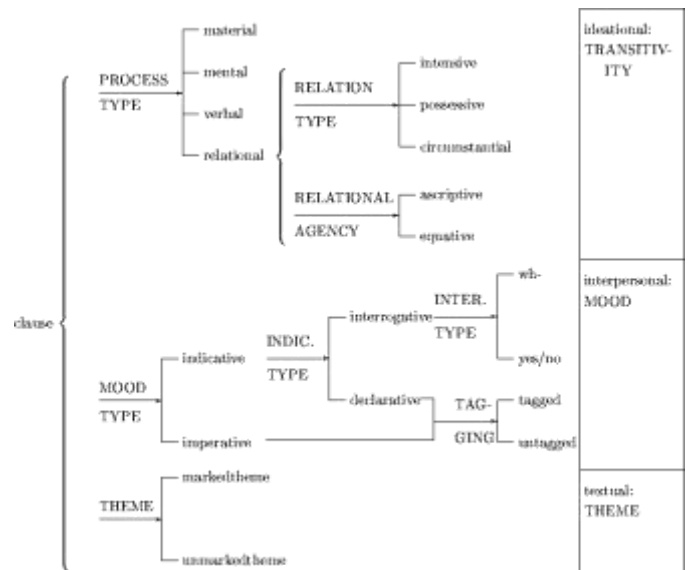 material
mental
verbal
relational
PROCESS
TYPE
RELATION
TYPE
intensive
possessive
circumstantial
RELATIONAL
AGENCY
ascriptive
equative
clause
MOOD
TYPE
indicative
imperative
INDIC.
TYPE
interrogative
declarative
INTER.
TYPE
wh-
yes/no
TAG-
GING
tagged
untagged
THEME
markedtheme
unmarkedtheme
ideational:
TRANSITIV-
ITY
interpersonal:
MOOD
textual:
THEME